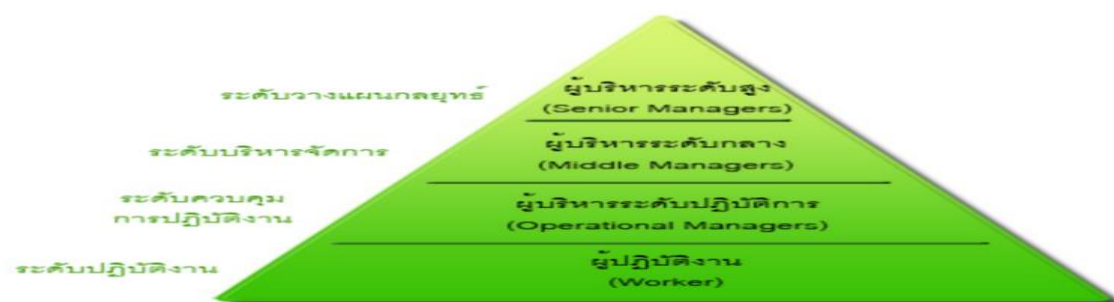 ระดับวางแผนกลยุทธ์
ผู้บริหารระดับสูง
(Senior Managers)
ระดับบริหารจัดการ
ผู้บริหารระดับกลาง
(Middle Managers)
ระดับควบคุม
การปฏิบัติงาน
ผู้บริหารระดับปฏิบัติการ
(Operational Managers)
ระดับปฏิบัติงาน
ผู้ปฏิบัติงาน
(Worker)